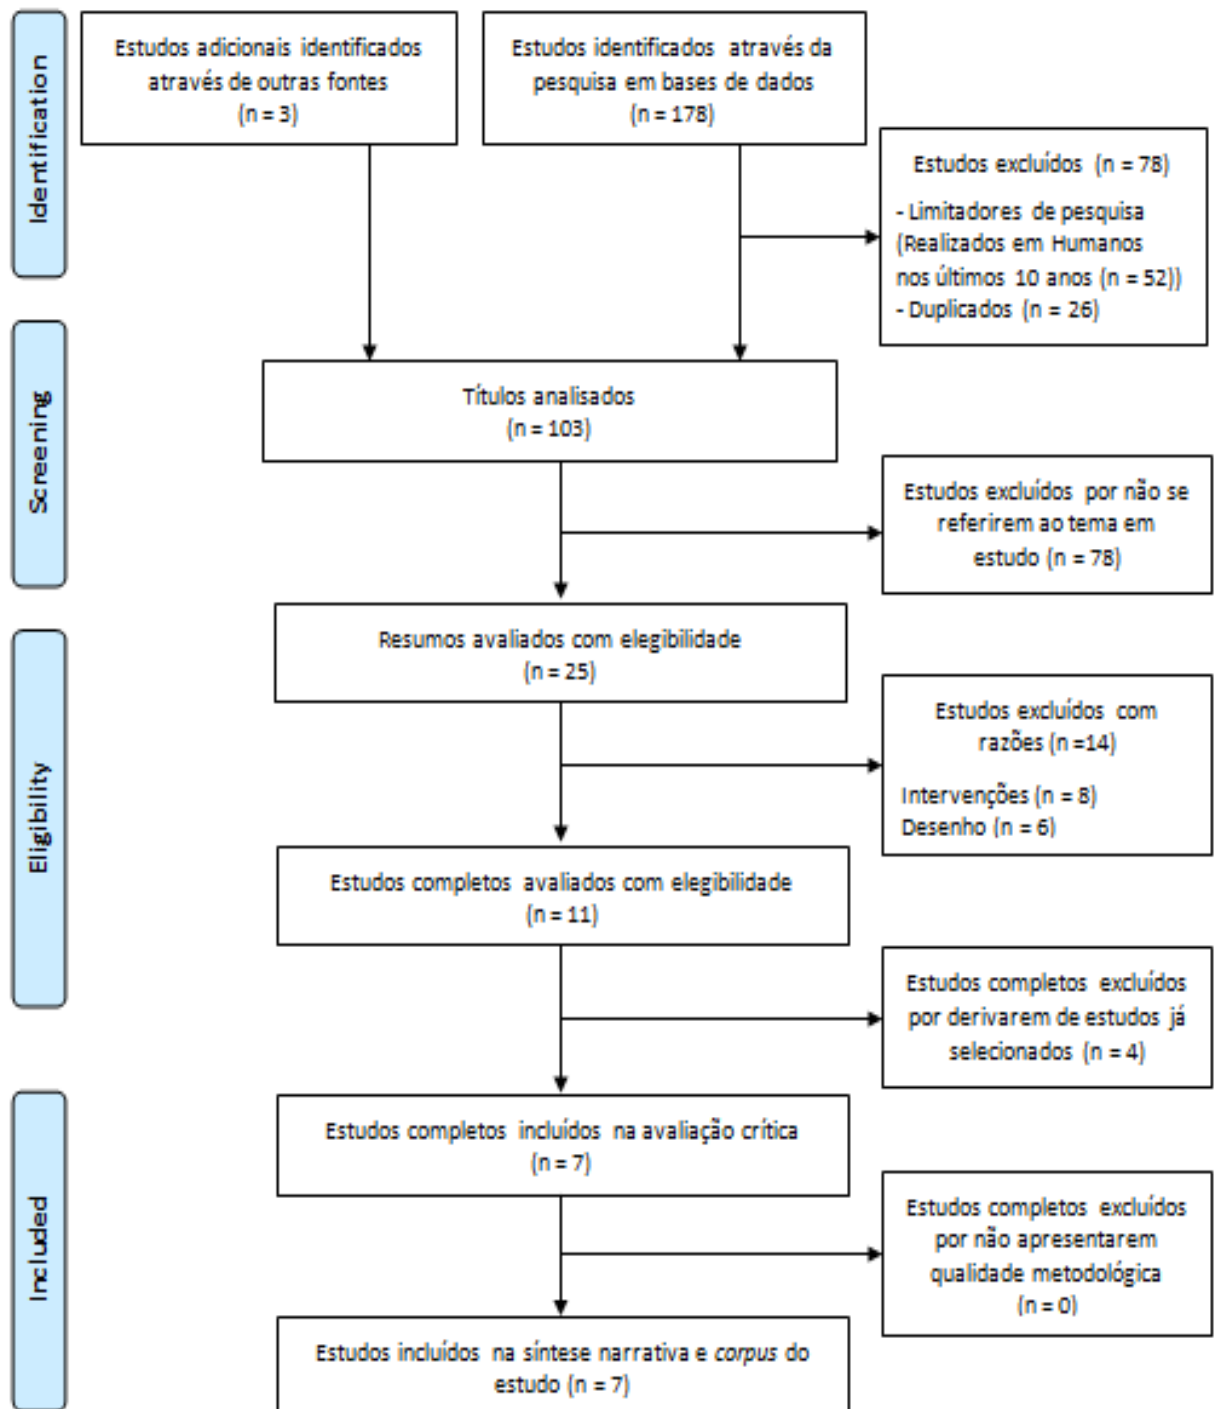 Identification
Estudos adicionais identificados
através de outras fontes
(n = 3)
Estudos identificados através da
pesquisa em bases de dados
(n = 178)
Estudos excluídos (n = 78)
- Limitadores de pesquisa
(Realizados em Humanos
nos últimos 10 anos (n = 52))
- Duplicados (n = 26)
Screening
Títulos analisados
(n = 103)
Estudos excluídos por não se
referirem ao tema em
estudo (n = 78)
Eligibility
Resumos avaliados com elegibilidade
(n = 25)
Estudos excluídos com
razões (n =14)
Intervenções (n = 8)
Desenho (n = 6)
Estudos completos avaliados com elegibilidade
(n = 11)
Estudos completos excluídos
por derivarem de estudos já
selecionados (n = 4)
Included
Estudos completos incluídos na avaliação crítica
(n = 7)
Estudos completos excluídos
por não apresentarem
qualidade metodológica
(n = 0)
Estudos incluídos na síntese narrativa e corpus do
estudo (n = 7)